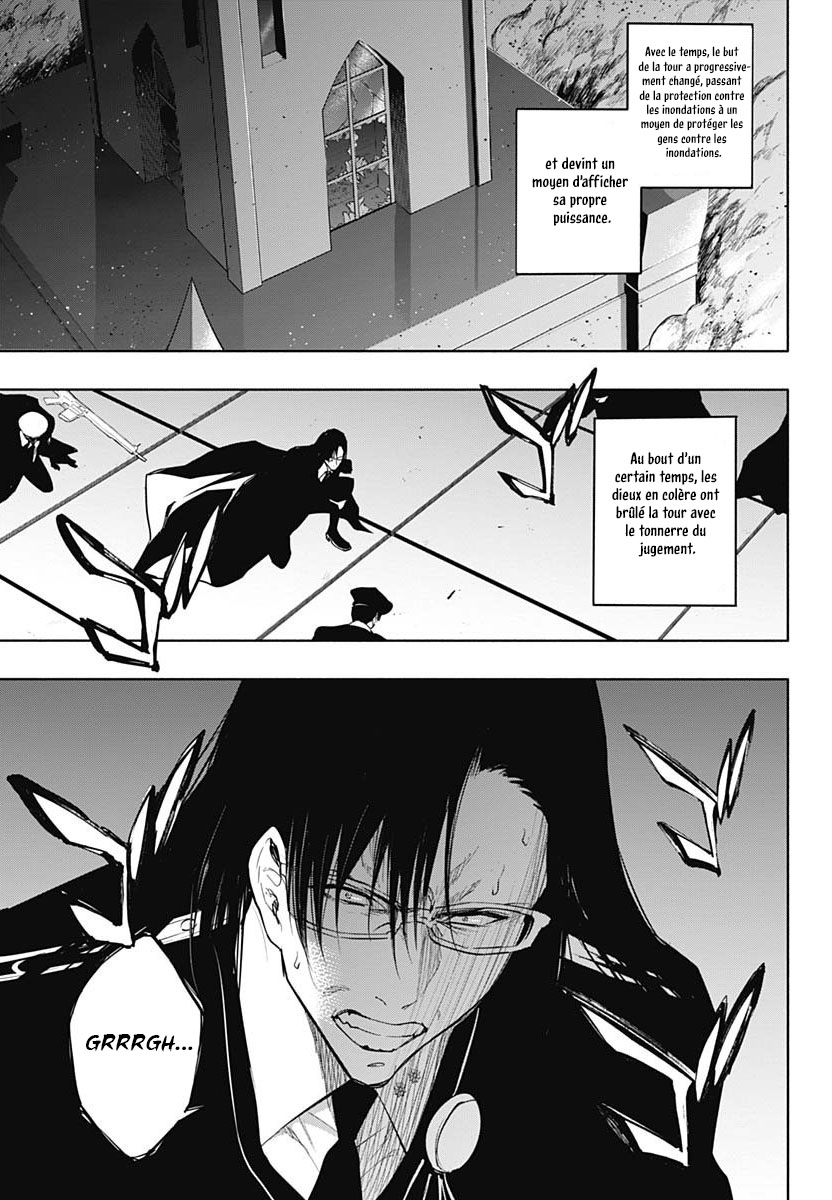 Avec le temps, le but
de la tour a progressive-
ment changé, passant
de la protection contre
les inondations à un
moyen de protéger les
gens contre les
inondations.
et devint un
moyen d'afficher
sa propre
puissance.
Au bout d'un
certain temps, les
dieux en colère ont
brûlé la tour avec
le tonnerre du
jugement.
GRRRGH...